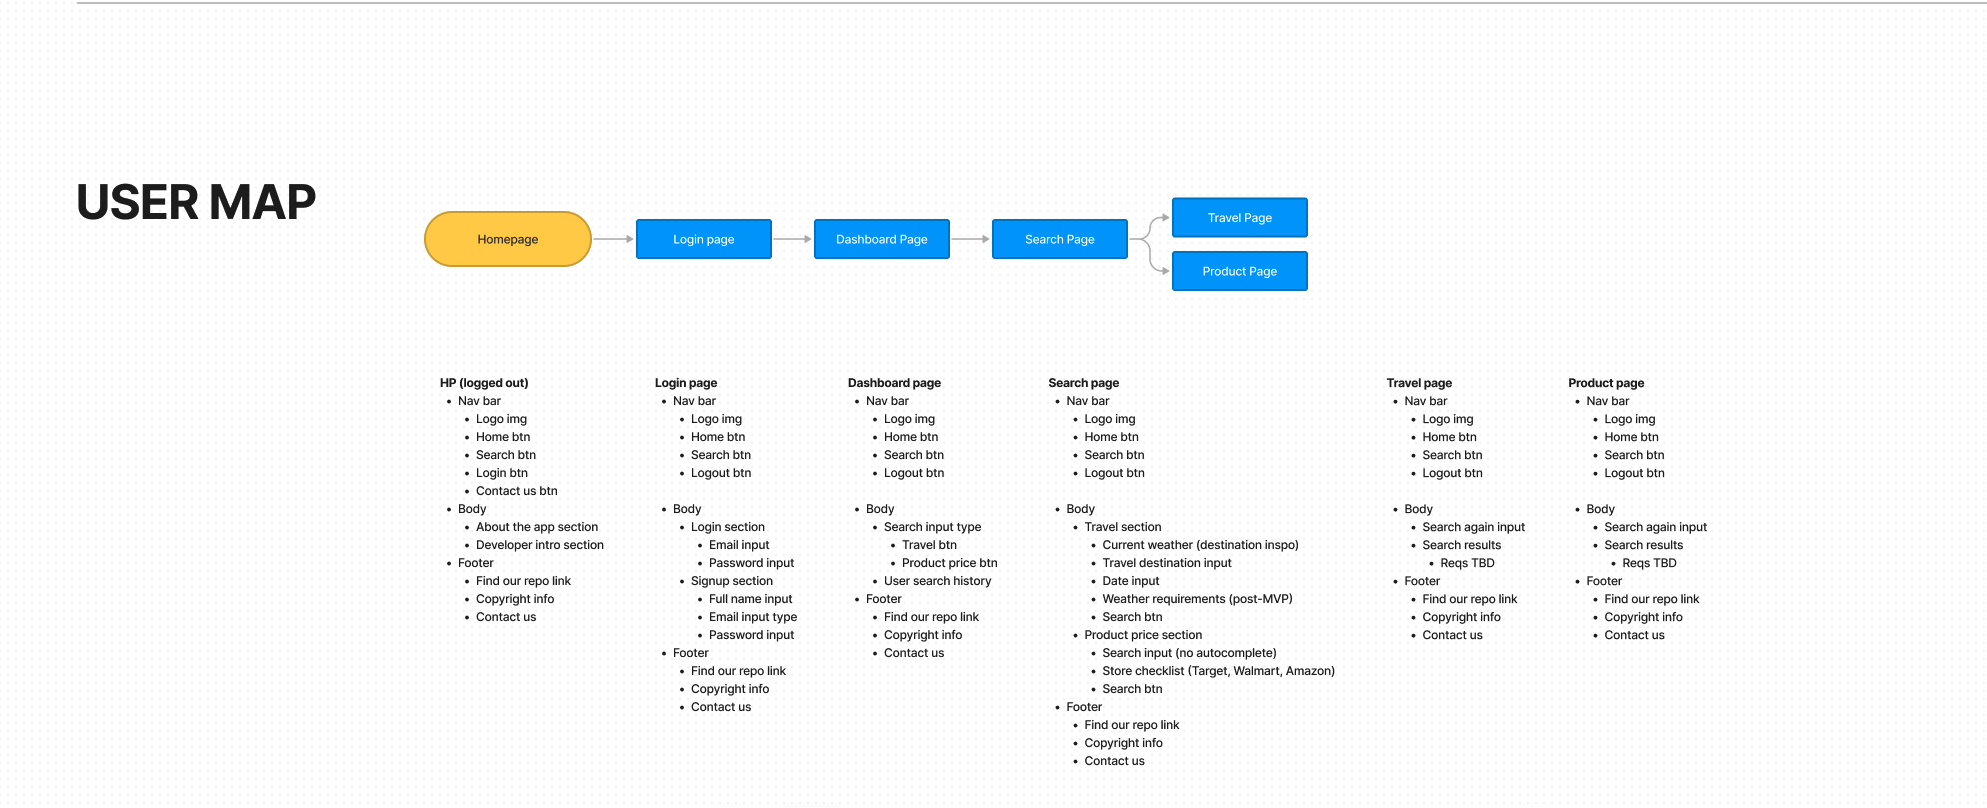 USER MAP
Homepage
Login page
Dashboard Page
Search Page
Travel Page
Product Page
HP (logged out)
• Nav bar
• Logo img
• Home btn
• Search btn
• Login btn
• Contact us btn
• Body
• About the app section
• Developer intro section
• Footer
• Find our repo link
• Copyright info
• Contact us
Login page
• Nav bar
• Logo img
• Home btn
• Search btn
• Logout btn
• Body
• Login section
• Email input
• Password input
• Signup section
• Full name input
• Email input type
• Password input
• Footer
• Find our repo link
• Copyright info
• Contact us
Dashboard page
• Nav bar
• Logo img
• Home btn
• Search btn
• Logout btn
• Body
• Search input type
• Travel btn
• Product price btn
• User search history
• Footer
• Find our repo link
• Copyright info
• Contact us
Search page
• Nav bar
• Logo img
• Home btn
• Search btn
• Logout btn
• Body
• Travel section
• Current weather (destination inspo)
• Travel destination input
• Date input
• Weather requirements (post-MVP)
• Search btn
• Product price section
• Search input (no autocomplete)
• Store checklist (Target, Walmart, Amazon)
• Search btn
• Footer
• Find our repo link
• Copyright info
• Contact us
Travel page
• Nav bar
• Logo img
• Home btn
• Search btn
• Logout btn
• Body
• Search again input
• Search results
• Reqs TBD
• Footer
• Find our repo link
• Copyright info
• Contact us
Product page
• Nav bar
• Logo img
• Home btn
• Search btn
• Logout btn
• Body
• Search again input
• Search results
• Reqs TBD
• Footer
• Find our repo link
• Copyright info
• Contact us